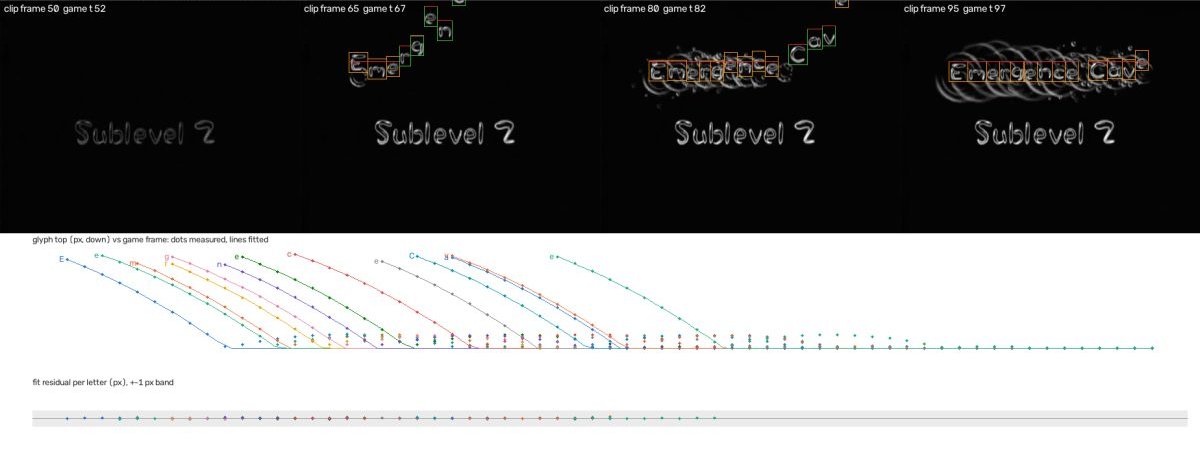 clip frame 50 game t 52
clip frame 65 game t 67
clip frame 80 game t 82
clip frame 95 game t 97
Sublevel 2
E m e r g e n
Sublevel 2
Emergence Cav
Sublevel 2
Emergence Cave
Sublevel 2
glyph top (px, down) vs game frame: dots measured, lines fitted
E e m g r n e c e C e
fit residual per letter (px), +-1 px band